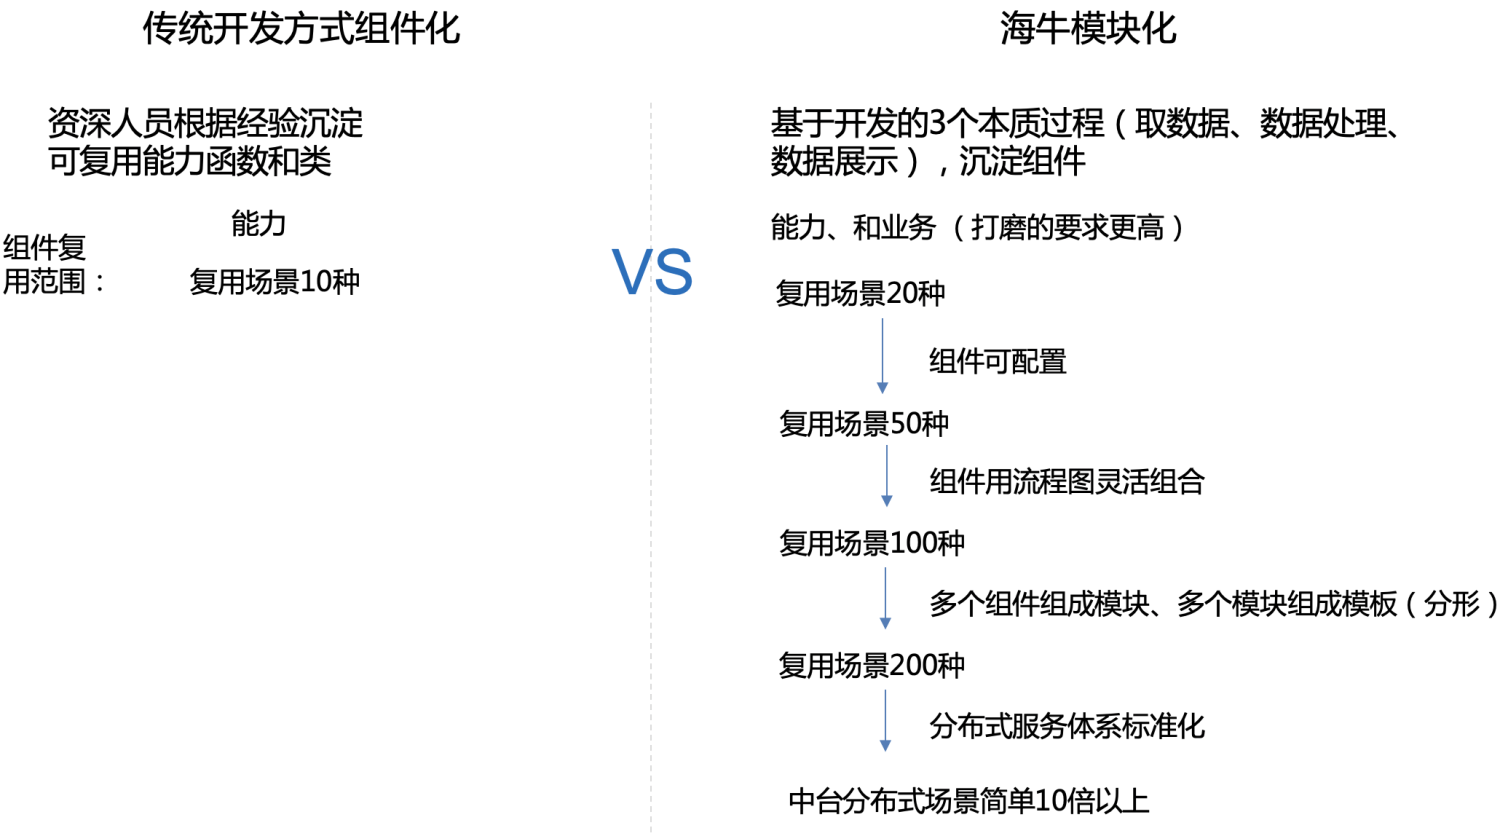 传统开发方式组件化
资深人员根据经验沉淀
可复用能力函数和类
能力
组件复
用范围：
复用场景10种
VS
海牛模块化
基于开发的3个本质过程（取数据、数据处理、
数据展示），沉淀组件
能力、和业务（打磨的要求更高）
复用场景20种
组件可配置
复用场景50种
组件用流程图灵活组合
复用场景100种
多个组件组成模块、多个模块组成模板（分形）
复用场景200种
分布式服务体系标准化
中台分布式场景简单10倍以上